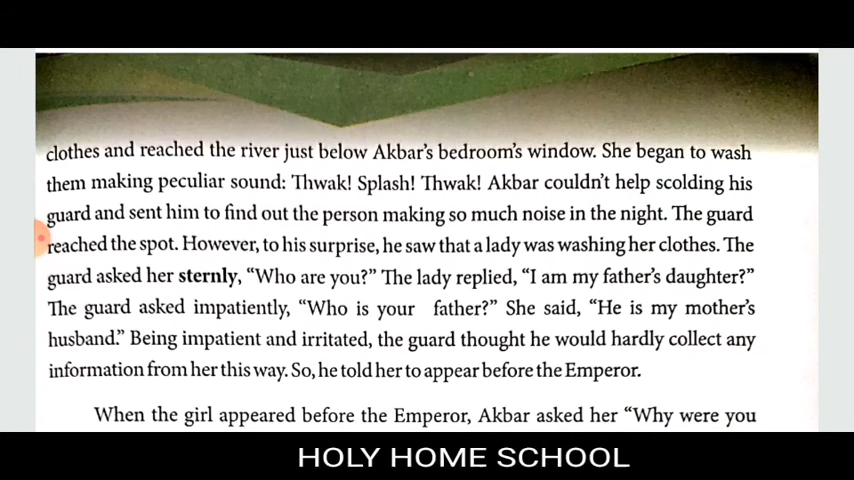 clothes and reached the river just below Akbar's bedroom's window. She began to wash
them making peculiar sound: Thwak! Splash! Thwak! Akbar couldn't help scolding his
guard and sent him to find out the person making so much noise in the night. The guard
reached the spot. However, to his surprise, he saw that a lady was washing her clothes. The
guard asked her sternly, “Who are you?” The lady replied, “I am my father's daughter?”
The guard asked impatiently, “Who is your father?” She said, “He is my mother's
husband.” Being impatient and irritated, the guard thought he would hardly collect any
information from her this way. So, he told her to appear before the Emperor.
When the girl appeared before the Emperor, Akbar asked her “Why were you
HOLY HOME SCHOOL